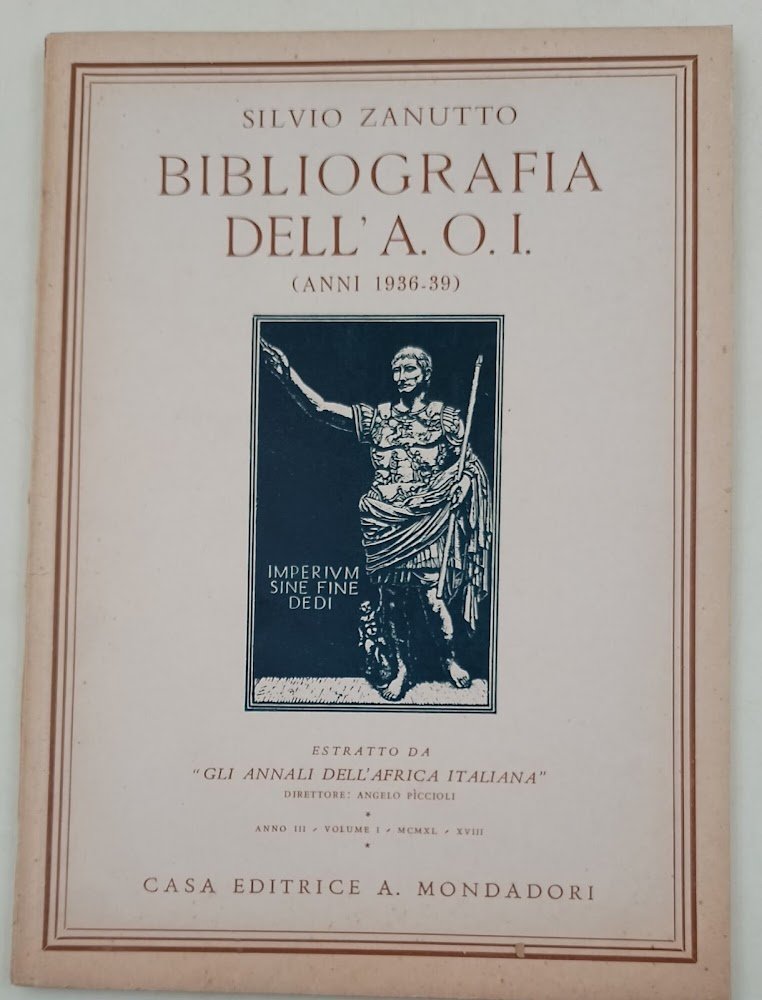 SILVIO ZANUTTO
BIBLIOGRAFIA
DELL'A. O. I.
(ANNI 1936-39)
IMPERIVM
SINE FINE
DEDI
ESTRATTO DA
"GLI ANNALI DELL'AFRICA ITALIANA"
DIRETTORE: ANGELO PÌCCIOLI
*
ANNO III - VOLUME I - MCMXL - XVIII
*
CASA EDITRICE A. MONDADORI